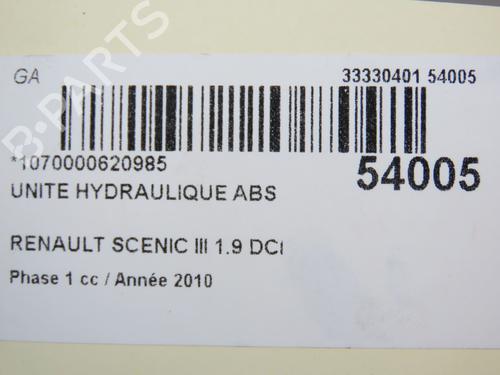 GA
33330401 54005
*1070000620985
54005
UNITE HYDRAULIQUE ABS
RENAULT SCENIC III 1.9 DCI
Phase 1 cc / Année 2010
B-PARTS